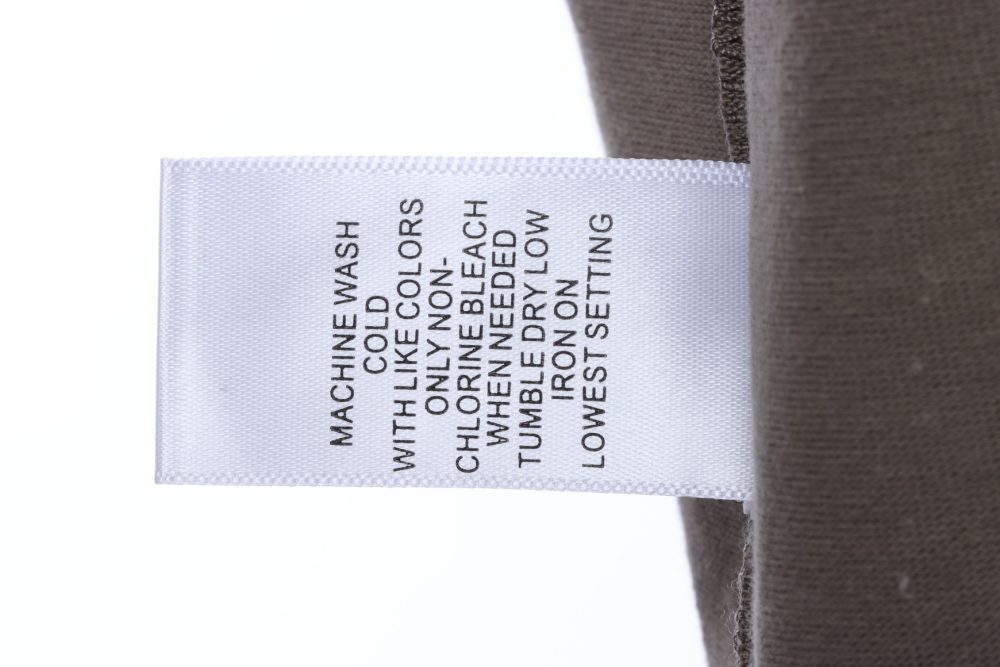 MACHINE WASH
COLD
WITH LIKE COLORS
ONLY NON-
CHLORINE BLEACH
WHEN NEEDED
TUMBLE DRY LOW
IRON ON
LOWEST SETTING